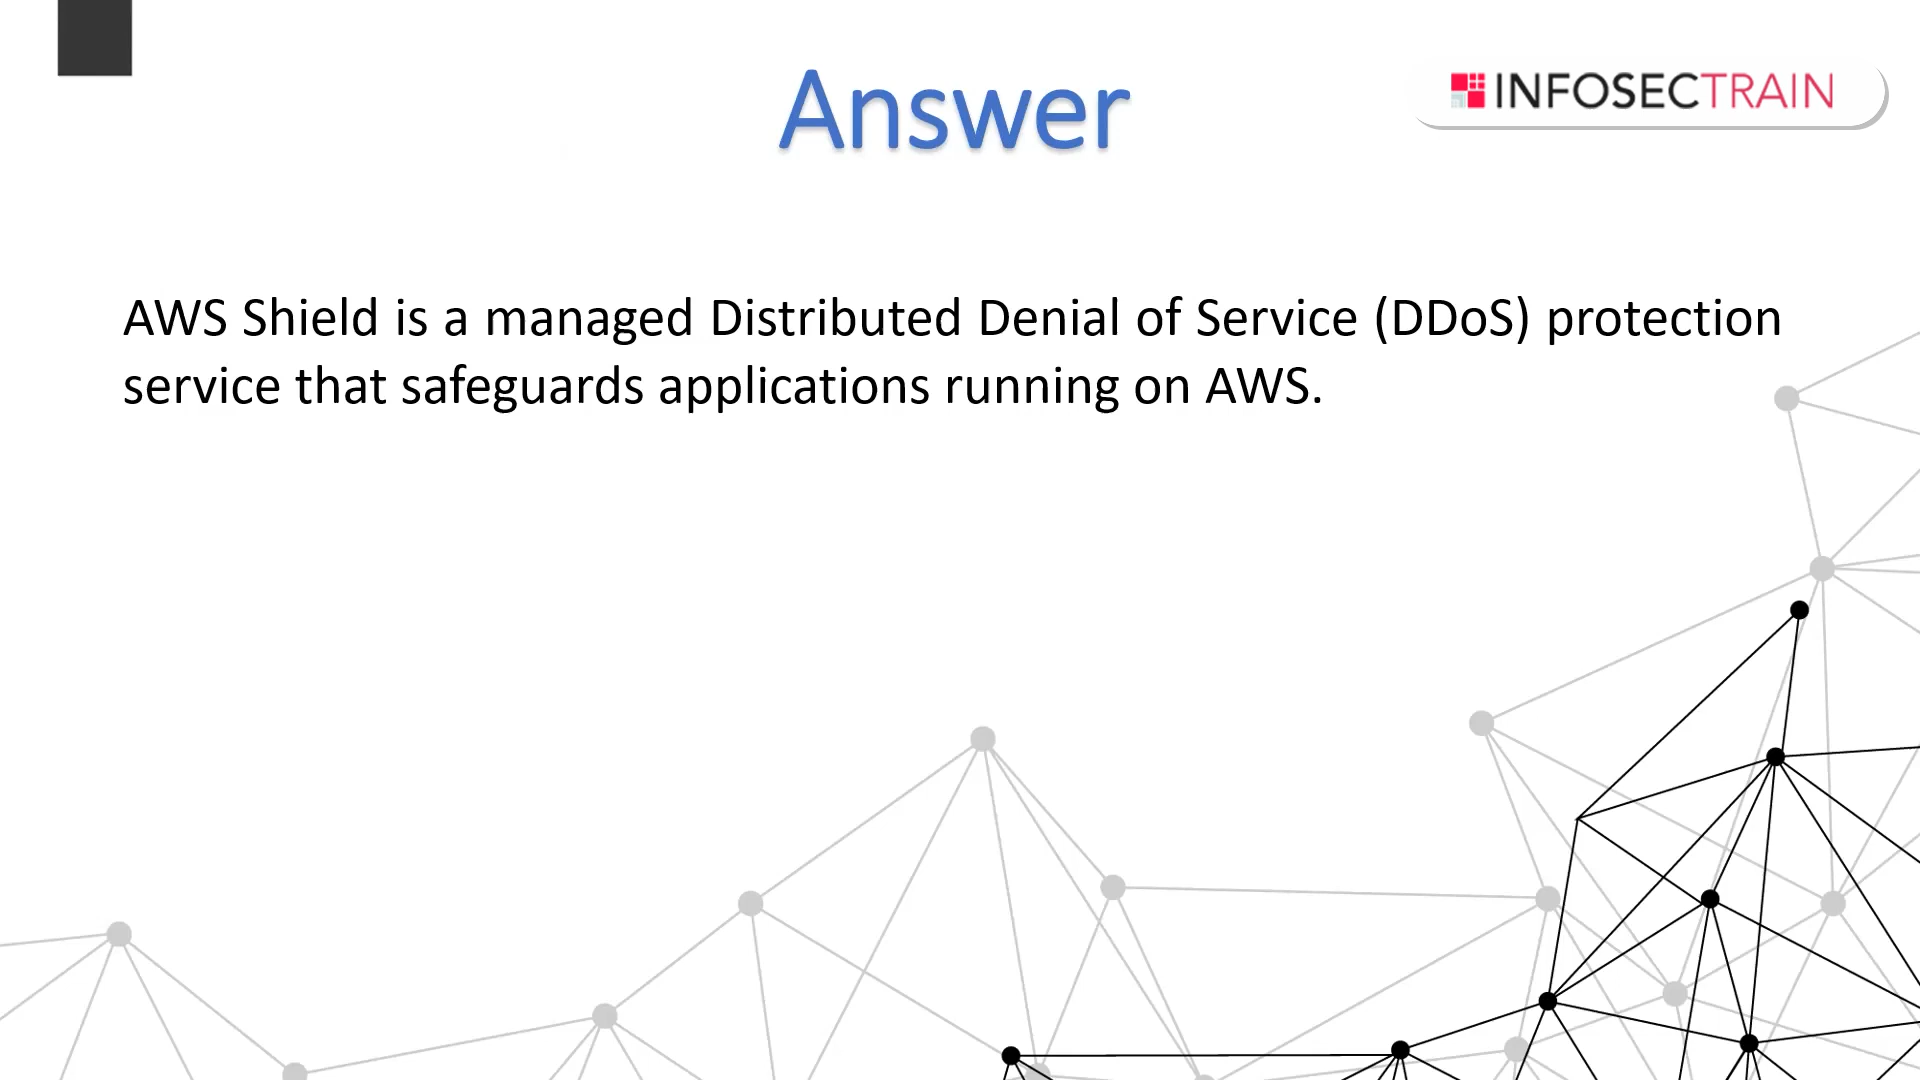 Answer
INFOSECTRAIN
AWS Shield is a managed Distributed Denial of Service (DDoS) protection
service that safeguards applications running on AWS.